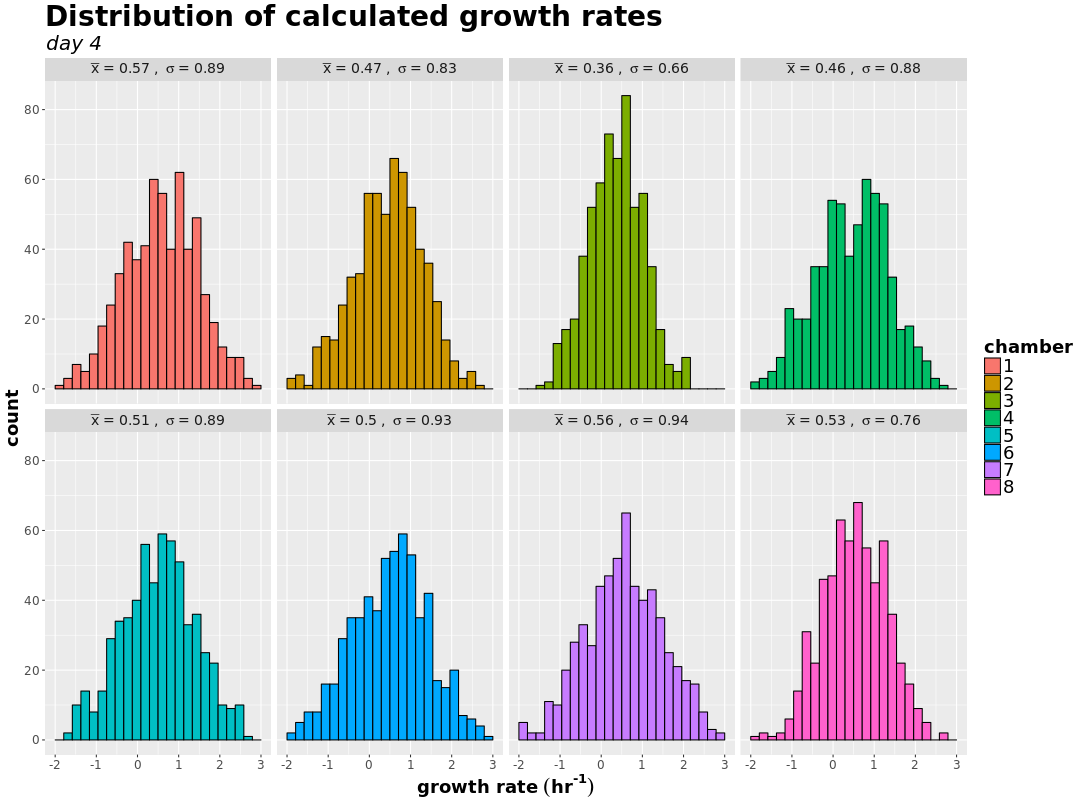 Distribution of calculated growth rates
day 4
x̅ = 0.57 , σ = 0.89
x̅ = 0.47 , σ = 0.83
x̅ = 0.36 , σ = 0.66
x̅ = 0.46 , σ = 0.88
80
60
40
20
0
x̅ = 0.51 , σ = 0.89
x̅ = 0.5 , σ = 0.93
x̅ = 0.56 , σ = 0.94
x̅ = 0.53 , σ = 0.76
80
60
40
20
0
-2 -1 0 1 2 3
-2 -1 0 1 2 3
-2 -1 0 1 2 3
-2 -1 0 1 2 3
count
growth rate (hr⁻¹)
chamber
1
2
3
4
5
6
7
8